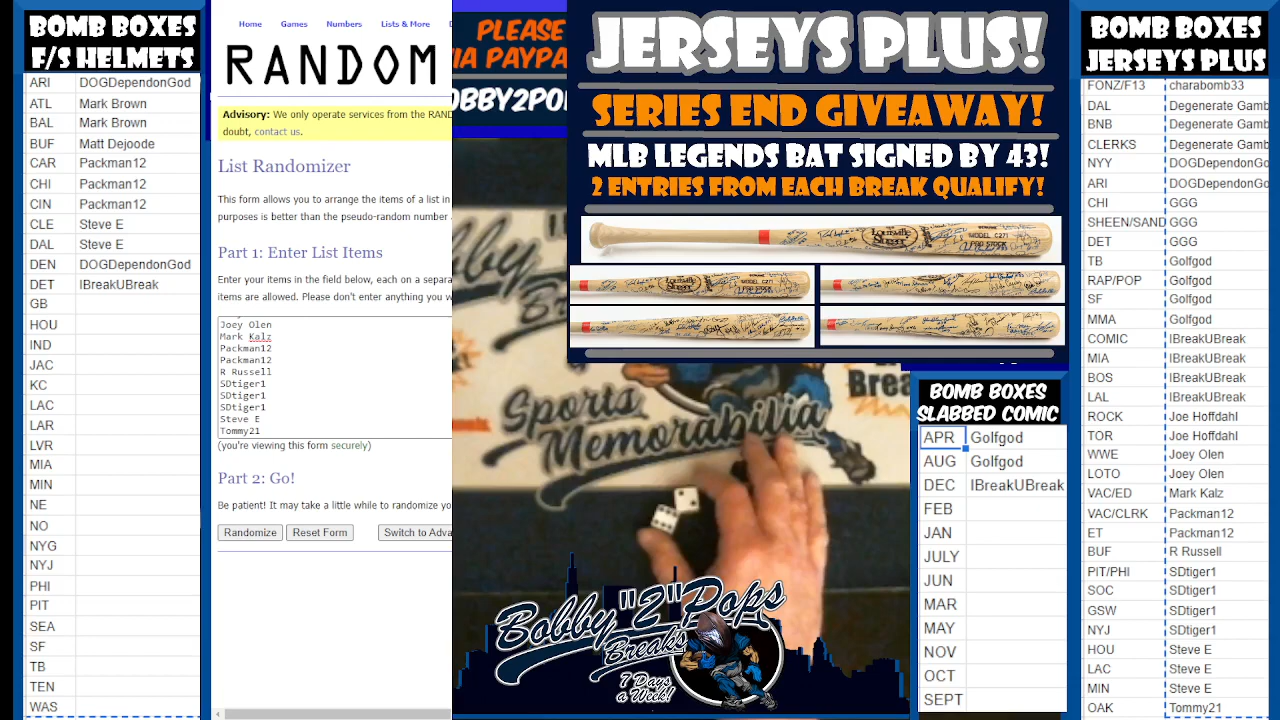 BOMB BOXES
F/S HELMETS
ARI DOGDependonGod
ATL Mark Brown
BAL Mark Brown
BUF Matt Dejoode
CAR Packman12
CHI Packman12
CIN Packman12
CLE Steve E
DAL Steve E
DEN DOGDependonGod
DET IBreakUBreak
GB
HOU
IND
JAC
KC
LAC
LAR
LVR
MIA
MIN
NE
NO
NYG
NYJ
PHI
PIT
SEA
SF
TB
TEN
WAS
Home Games Numbers Lists & More
RANDOM
Advisory: We only operate services from the RAND
doubt, contact us.
List Randomizer
This form allows you to arrange the items of a list in
purposes is better than the pseudo-random number
Part 1: Enter List Items
Enter your items in the field below, each on a separa
items are allowed. Please don't enter anything you w
Joey Olen
Mark Kalz
Packman12
Packman12
R Russell
SDtiger1
SDtiger1
SDtiger1
Steve E
Tommy21
(you're viewing this form securely)
Part 2: Go!
Be patient! It may take a little while to randomize yo
Randomize Reset Form Switch to Adva
PLEASE
VIA PAYPA
OBBY2POP
JERSEYS PLUS!
SERIES END GIVEAWAY!
MLB LEGENDS BAT SIGNED BY 43!
2 ENTRIES FROM EACH BREAK QUALIFY!
Louisville
Slugger
MODEL C271
Sports
Memorabilia
Brea
Bobby "2" Pops
Breaks
7 Days
a Week!
BOMB BOXES
SLABBED COMIC
APR Golfgod
AUG Golfgod
DEC IBreakUBreak
FEB
JAN
JULY
JUN
MAR
MAY
NOV
OCT
SEPT
BOMB BOXES
JERSEYS PLUS
FONZ/F13 charabomb33
DAL Degenerate Gamb
BNB Degenerate Gamb
CLERKS Degenerate Gamb
NYY DOGDependonGo
ARI DOGDependonGo
CHI GGG
SHEEN/SAND GGG
DET GGG
TB Golfgod
RAP/POP Golfgod
SF Golfgod
MMA Golfgod
COMIC IBreakUBreak
MIA IBreakUBreak
BOS IBreakUBreak
LAL IBreakUBreak
ROCK Joe Hoffdahl
TOR Joe Hoffdahl
WWE Joey Olen
LOTO Joey Olen
VAC/ED Mark Kalz
VAC/CLRK Packman12
ET Packman12
BUF R Russell
PIT/PHI SDtiger1
SOC SDtiger1
GSW SDtiger1
NYJ SDtiger1
HOU Steve E
LAC Steve E
MIN Steve E
OAK Tommy21